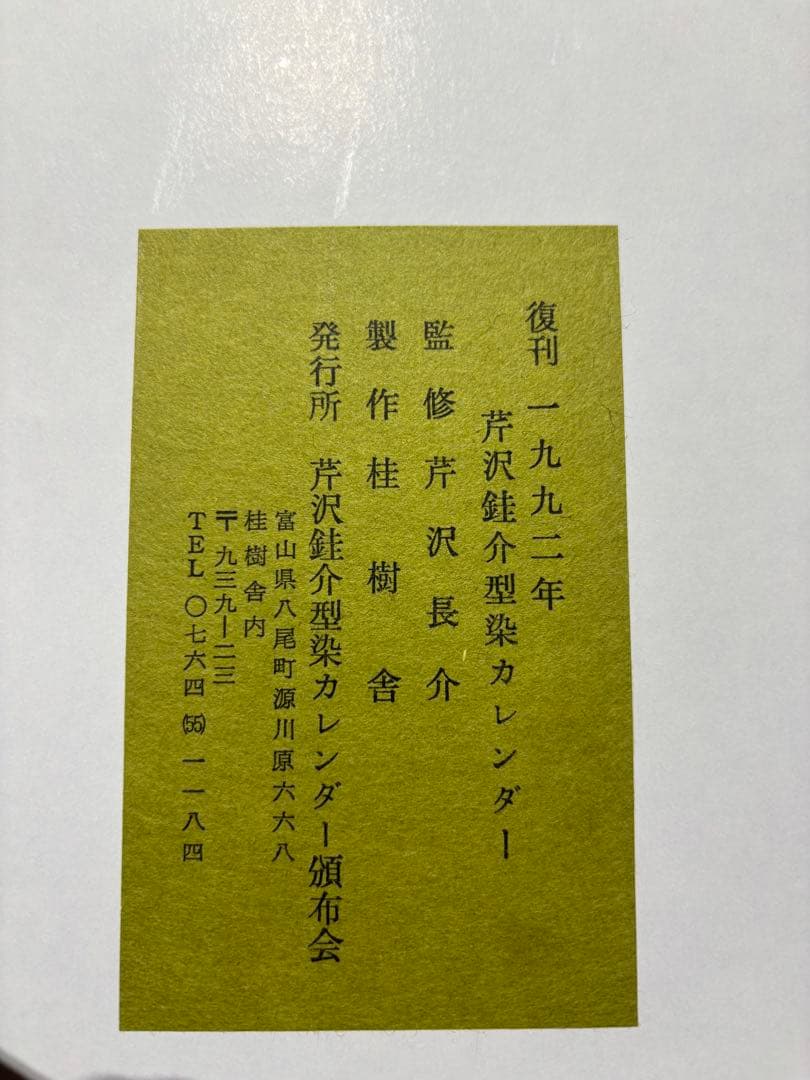 復刊 一九九二年
芹沢銈介型染カレンダー
監修 芹沢長介
製作 桂樹舎
発行所 芹沢銈介型染カレンダー頒布会
富山県八尾町源川原六六八
桂樹舎内
〒九三九ー二三
TEL〇七六四(55)一一八四